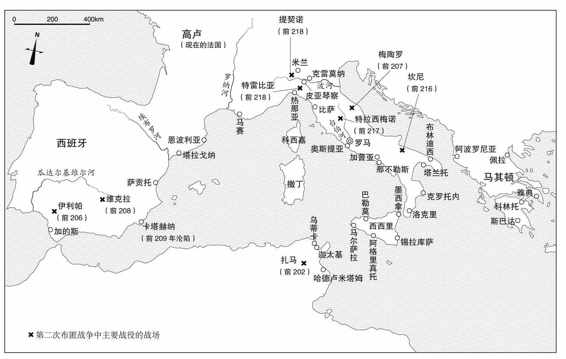 0 200 400km
N
高卢
(现在的法国)
提契诺
(前 218)
米兰
克雷莫纳
梅陶罗
(前 207)
坎尼
(前 216)
特雷比亚
(前 218)
波河
皮亚琴察
热那亚
比萨
特拉西梅诺
(前 217)
罗纳河
马赛
埃布罗河
恩波利亚
塔拉戈纳
科西嘉
奥斯提亚
罗马
加普亚
那不勒斯
布林迪西
塔兰托
阿波罗尼亚
佩拉
马其顿
西班牙
瓜达尔基维尔河
萨贡托
撒丁
维克拉
(前 208)
伊利帕
(前 206)
加的斯
卡塔赫纳
(前 209 年沦陷)
巴勒莫
墨西拿
克罗托内
洛克里
雅典
科林托
斯巴达
乌蒂卡
迦太基
马尔萨拉
西西里
阿格里真托
锡拉库萨
扎马
(前 202)
哈德卢米塔姆
✖ 第二次布匿战争中主要战役的战场